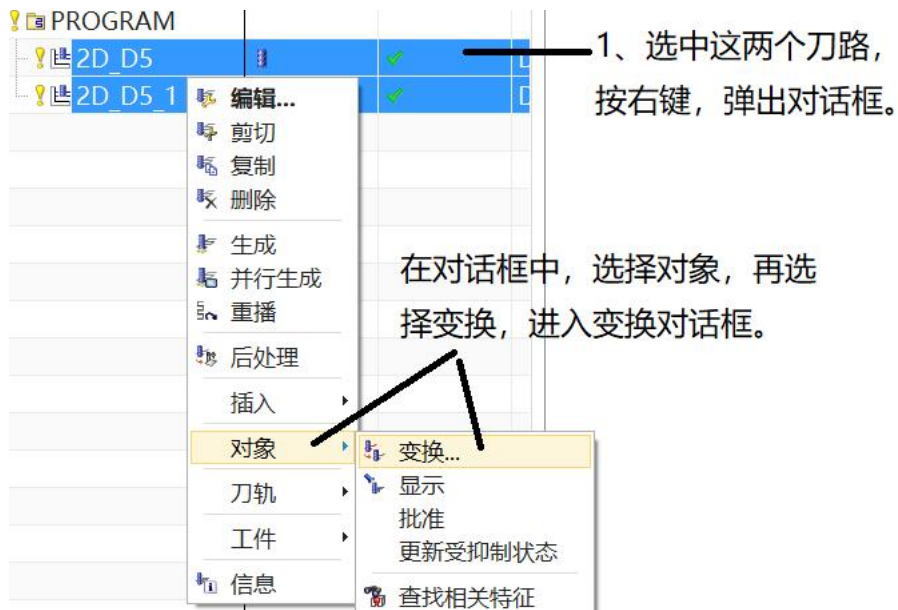 PROGRAM
2D_D5
2D_D5_1
1、选中这两个刀路，
按右键，弹出对话框。
编辑...
剪切
复制
删除
生成
并行生成
重播
后处理
在对话框中，选择对象，再选
择变换，进入变换对话框。
插入
对象
刀轨
工件
信息
变换...
显示
批准
更新受抑制状态
查找相关特征